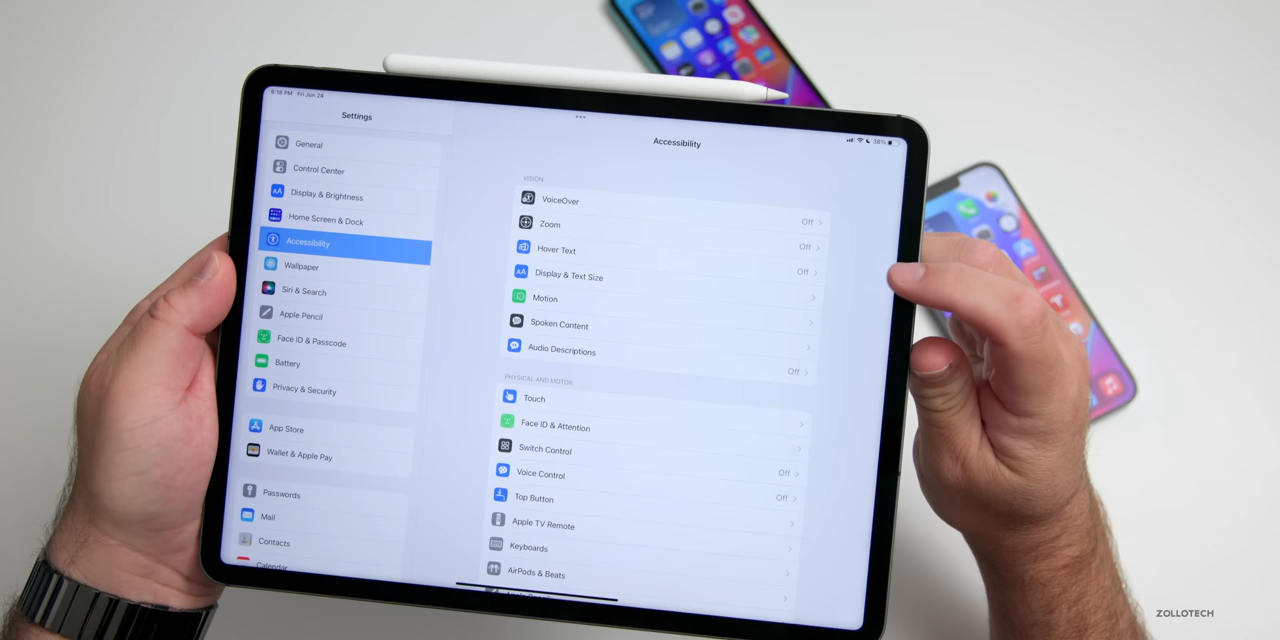 6:18 PM Fri Jun 24
38%
Settings
General
Control Center
Display & Brightness
Home Screen & Dock
Accessibility
Wallpaper
Siri & Search
Apple Pencil
Face ID & Passcode
Battery
Privacy & Security
App Store
Wallet & Apple Pay
Passwords
Mail
Contacts
Calendar
Accessibility
VISION
VoiceOver Off
Zoom Off
Hover Text Off
Display & Text Size
Motion
Spoken Content
Audio Descriptions Off
PHYSICAL AND MOTOR
Touch
Face ID & Attention
Switch Control Off
Voice Control Off
Top Button
Apple TV Remote
Keyboards
AirPods & Beats
ZOLLOTECH